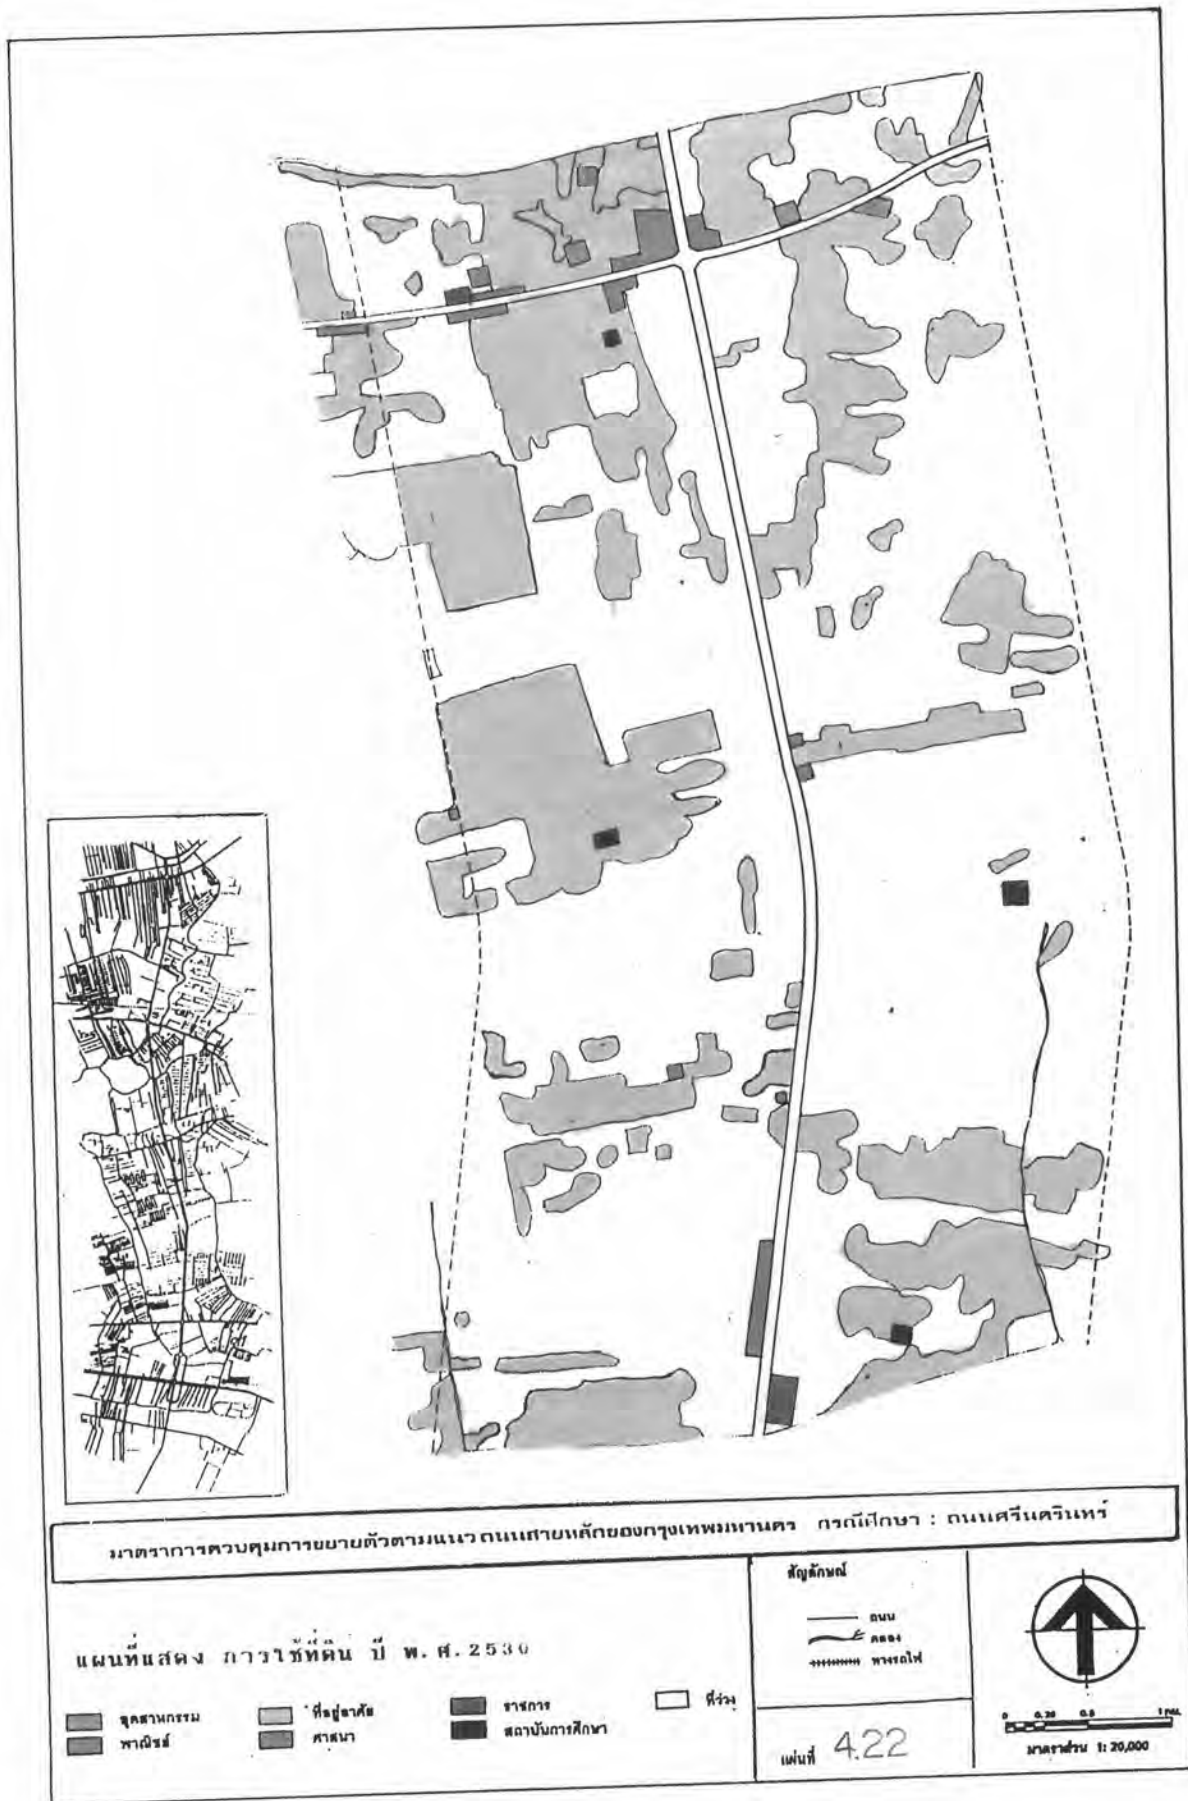 มาตราการควบคุมการขยายตัวตามแนวถนนสายหลักของกรุงเทพมหานคร กรณีศึกษา : ถนนศรีนครินทร์
แผนที่แสดง การใช้ที่ดิน ปี พ.ศ. 2530
อุตสาหกรรม
ที่อยู่อาศัย
ราชการ
ที่ว่าง
พาณิชย์
ศาสนา
สถาบันการศึกษา
สัญลักษณ์
ถนน
คลอง
ทางรถไฟ
แผ่นที่ 4.22
0 0.25 0.5 1 กม.
มาตราส่วน 1: 20,000